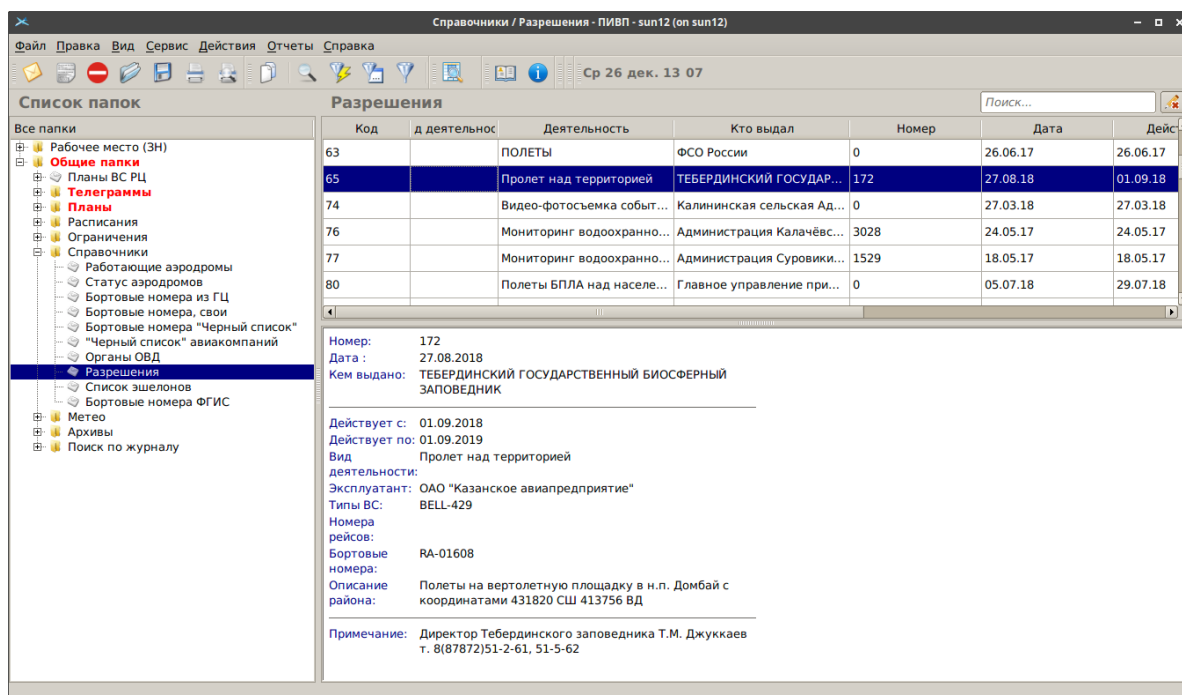 Справочники / Разрешения - ПИВП - sun12 (on sun12)
Файл Правка Вид Сервис Действия Отчеты Справка
Ср 26 дек. 13 07
Список папок
Разрешения
Поиск...
Все папки
Рабочее место (ЗН)
Общие папки
Планы ВС РЦ
Телеграммы
Планы
Расписания
Ограничения
Справочники
Работающие аэродромы
Статус аэродромов
Бортовые номера из ГЦ
Бортовые номера, свои
Бортовые номера "Черный список"
"Черный список" авиакомпаний
Органы ОВД
Разрешения
Список эшелонов
Бортовые номера ФГИС
Метео
Архивы
Поиск по журналу
Код д деятельнос Деятельность Кто выдал Номер Дата Дейст
63 ПОЛЕТЫ ФСО России 0 26.06.17 26.06.17
65 Пролет над территорией ТЕБЕРДИНСКИЙ ГОСУДАР... 172 27.08.18 01.09.18
74 Видео-фотосъемка событ... Калининская сельская Ад... 0 27.03.18 27.03.18
76 Мониторинг водоохранно... Администрация Калачёвс... 3028 24.05.17 24.05.17
77 Мониторинг водоохранно... Администрация Суровики... 1529 18.05.17 18.05.17
80 Полеты БПЛА над населе... Главное управление при... 0 05.07.18 29.07.18
Номер: 172
Дата : 27.08.2018
Кем выдано: ТЕБЕРДИНСКИЙ ГОСУДАРСТВЕННЫЙ БИОСФЕРНЫЙ
ЗАПОВЕДНИК
Действует с: 01.09.2018
Действует по: 01.09.2019
Вид Пролет над территорией
деятельности:
Эксплуатант: ОАО "Казанское авиапредприятие"
Типы ВС: BELL-429
Номера
рейсов:
Бортовые RA-01608
номера:
Описание Полеты на вертолетную площадку в н.п. Домбай с
района: координатами 431820 СШ 413756 ВД
Примечание: Директор Тебердинского заповедника Т.М. Джуккаев
т. 8(87872)51-2-61, 51-5-62